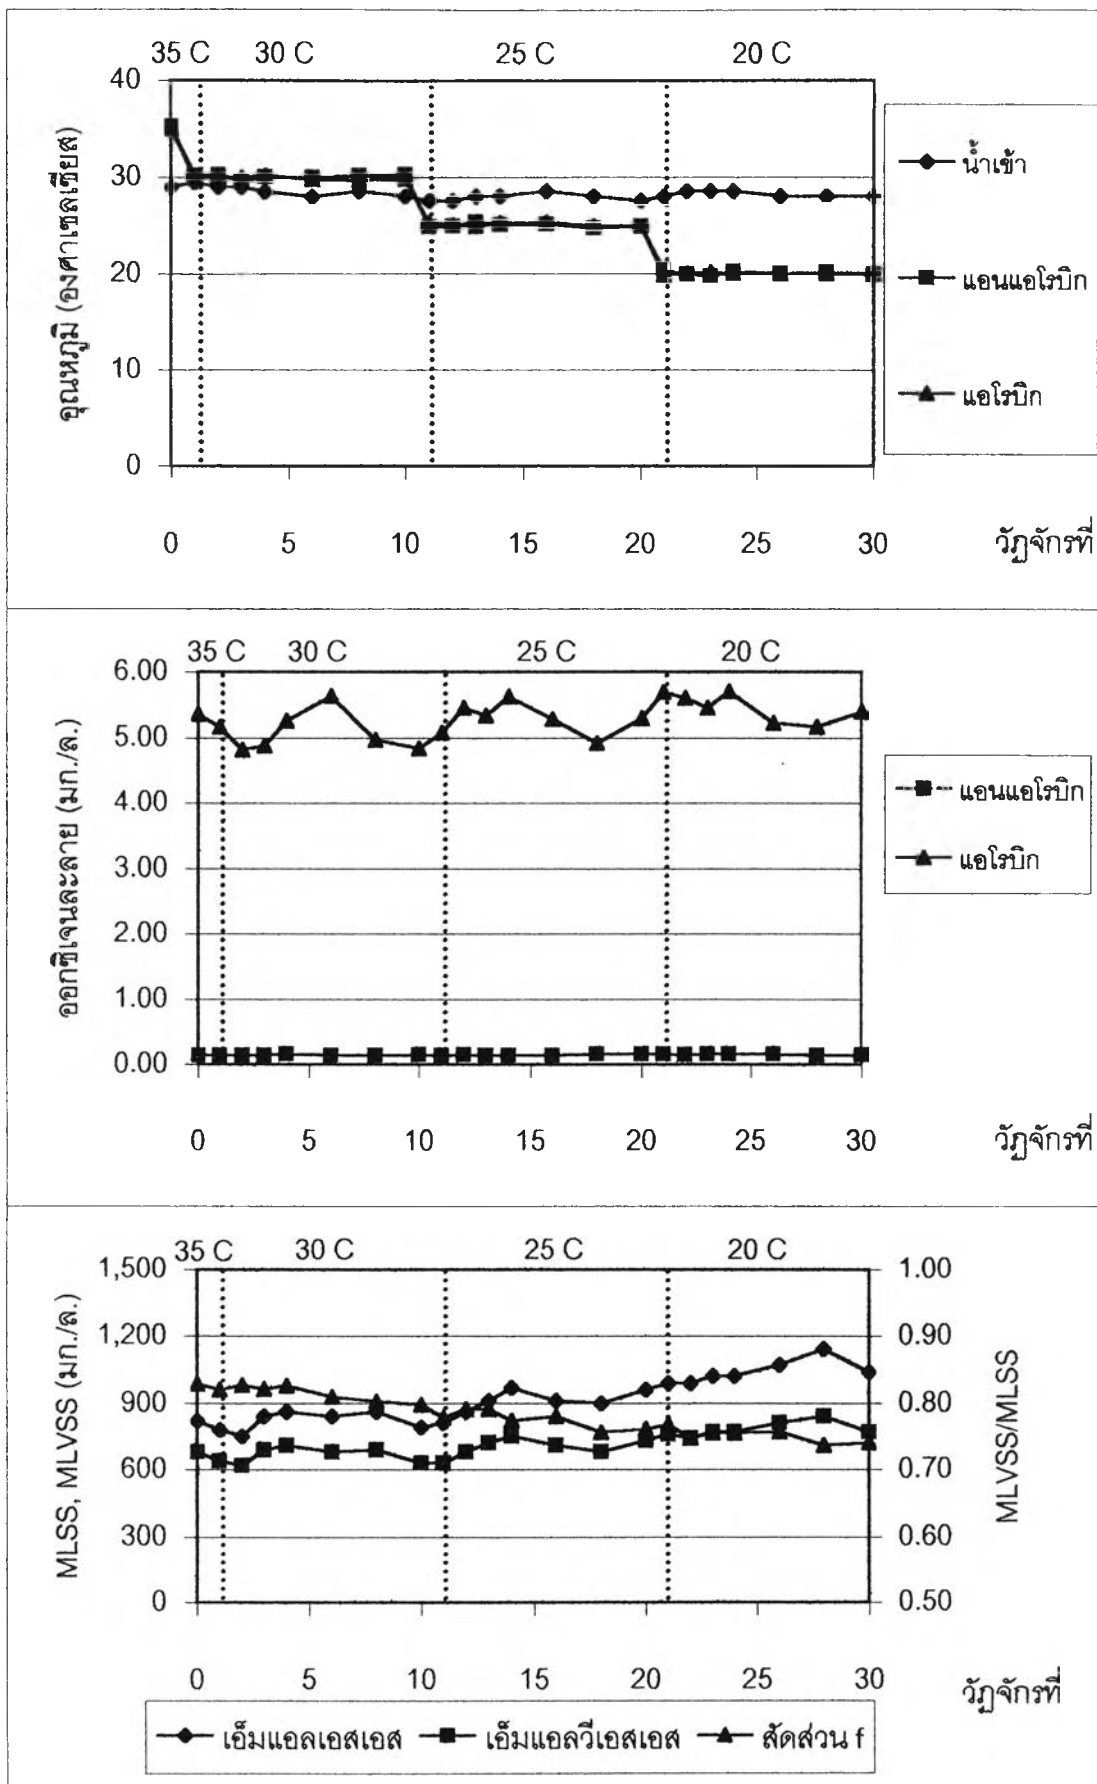 35 C 30 C 25 C 20 C
40
30
20
10
0
อุณหภูมิ (องศาเซลเซียส)
น้ำเข้า
แอนแอโรบิก
แอโรบิก
0 5 10 15 20 25 30 วัฏจักรที่
35 C 30 C 25 C 20 C
6.00
5.00
4.00
3.00
2.00
1.00
0.00
ออกซิเจนละลาย (มก./ล.)
แอนแอโรบิก
แอโรบิก
0 5 10 15 20 25 30 วัฏจักรที่
35 C 30 C 25 C 20 C
1,500 1.00
1,200 0.90
900 0.80
600 0.70
300 0.60
0 0.50
MLSS, MLVSS (มก./ล.)
MLVSS/MLSS
0 5 10 15 20 25 30 วัฏจักรที่
เอ็มแอลเอสเอส เอ็มแอลวีเอสเอส สัดส่วน f